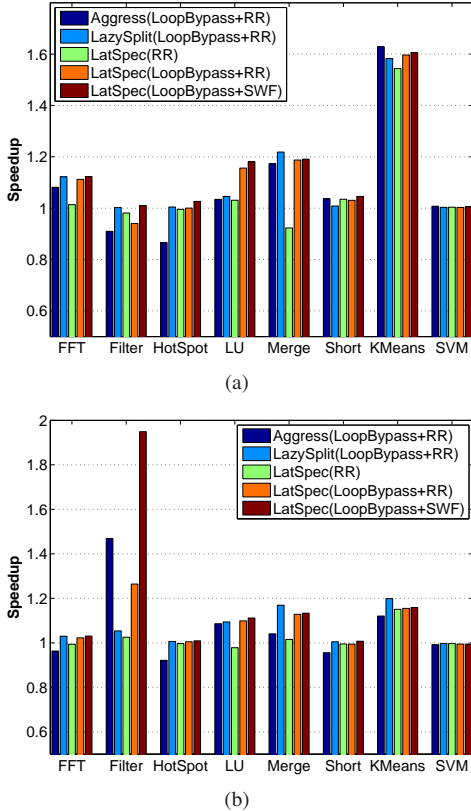 Aggress(LoopBypass+RR)
LazySplit(LoopBypass+RR)
LatSpec(RR)
LatSpec(LoopBypass+RR)
LatSpec(LoopBypass+SWF)
Speedup
1.6
1.4
1.2
1
0.8
0.6
FFT Filter HotSpot LU Merge Short KMeans SVM
(a)
Aggress(LoopBypass+RR)
LazySplit(LoopBypass+RR)
LatSpec(RR)
LatSpec(LoopBypass+RR)
LatSpec(LoopBypass+SWF)
Speedup
2
1.8
1.6
1.4
1.2
1
0.8
0.6
FFT Filter HotSpot LU Merge Short KMeans SVM
(b)